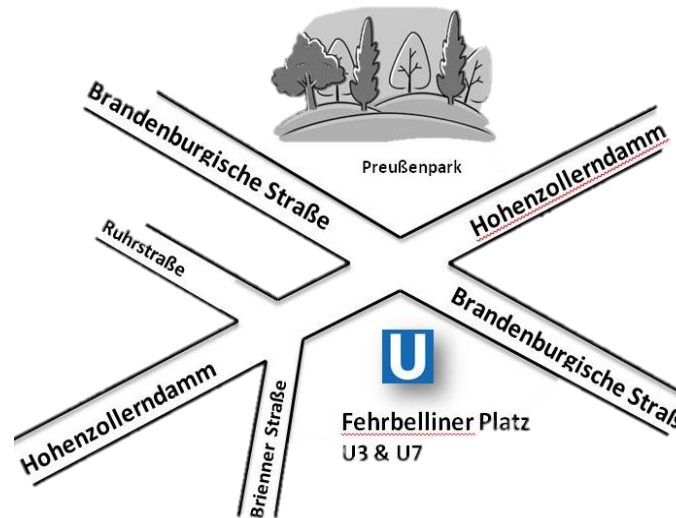 Brandenburgische Straße
Preußenpark
Hohenzollerndamm
Ruhrstraße
Brandenburgische Straß
U
Hohenzollerndamm
Brienner Straße
Fehrbelliner Platz
U3 & U7